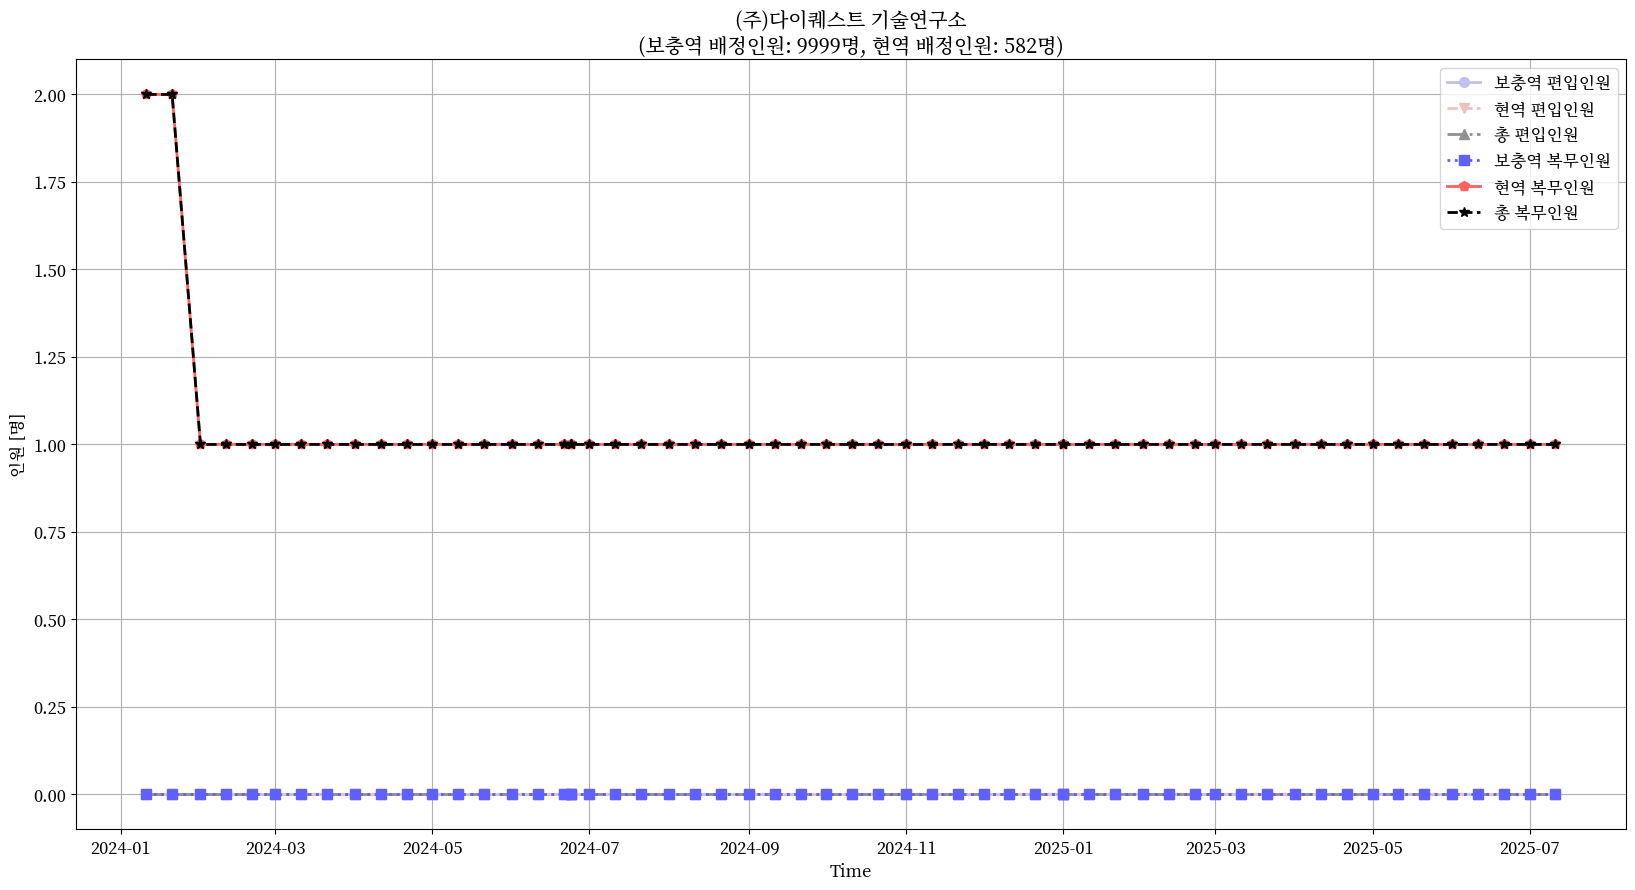 (주)다이퀘스트 기술연구소
(보충역 배정인원: 9999명, 현역 배정인원: 582명)
보충역 편입인원
현역 편입인원
총 편입인원
보충역 복무인원
현역 복무인원
총 복무인원
인원 [명]
2.00
1.75
1.50
1.25
1.00
0.75
0.50
0.25
0.00
2024-01 2024-03 2024-05 2024-07 2024-09 2024-11 2025-01 2025-03 2025-05 2025-07
Time